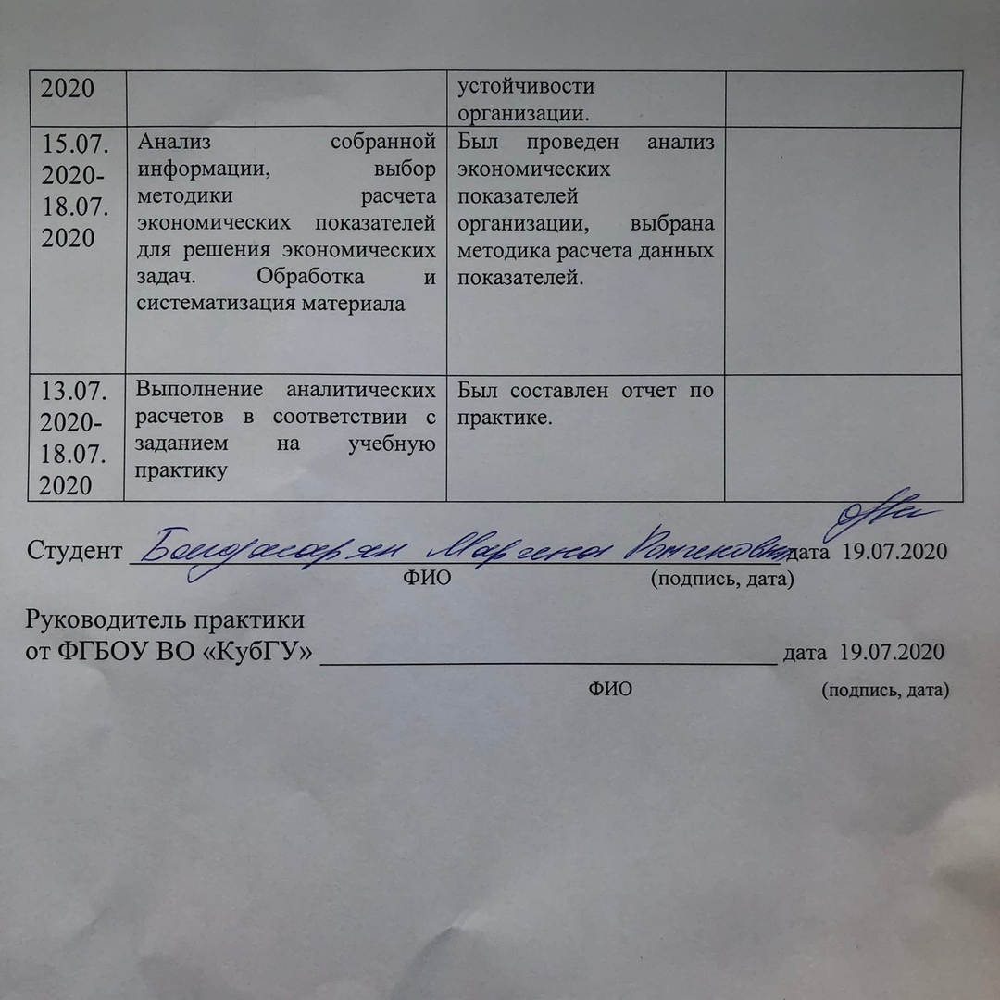 2020
устойчивости
организации.
15.07.
2020-
18.07.
2020
Анализ собранной
информации, выбор
методики расчета
экономических показателей
для решения экономических
задач. Обработка и
систематизация материала
Был проведен анализ
экономических
показателей
организации, выбрана
методика расчета данных
показателей.
13.07.
2020-
18.07.
2020
Выполнение аналитических
расчетов в соответствии с
заданием на учебную
практику
Был составлен отчет по
практике.
Студент дата 19.07.2020
ФИО (подпись, дата)
Руководитель практики
от ФГБОУ ВО «КубГУ» дата 19.07.2020
ФИО (подпись, дата)